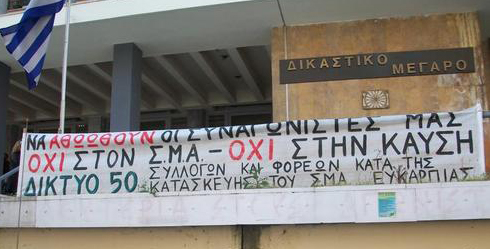 ΔΙΚΑΣΤΙΚΟ
ΜΕΓΑΡΟ
ΝΑ ΑΘΩΩΘΟΥΝ ΟΙ ΣΥΝΑΓΩΝΙΣΤΕΣ ΜΑΣ
ΟΧΙ ΣΤΟΝ Σ.Μ.Α. - ΟΧΙ ΣΤΗΝ ΚΑΥΣΗ
ΔΙΚΤΥΟ 50 ΣΥΛΛΟΓΩΝ ΚΑΙ ΦΟΡΕΩΝ ΚΑΤΑ ΤΗΣ
ΚΑΤΑΣΚΕΥΗΣ ΤΟΥ ΣΜΑ ΕΥΚΑΡΠΙΑΣ